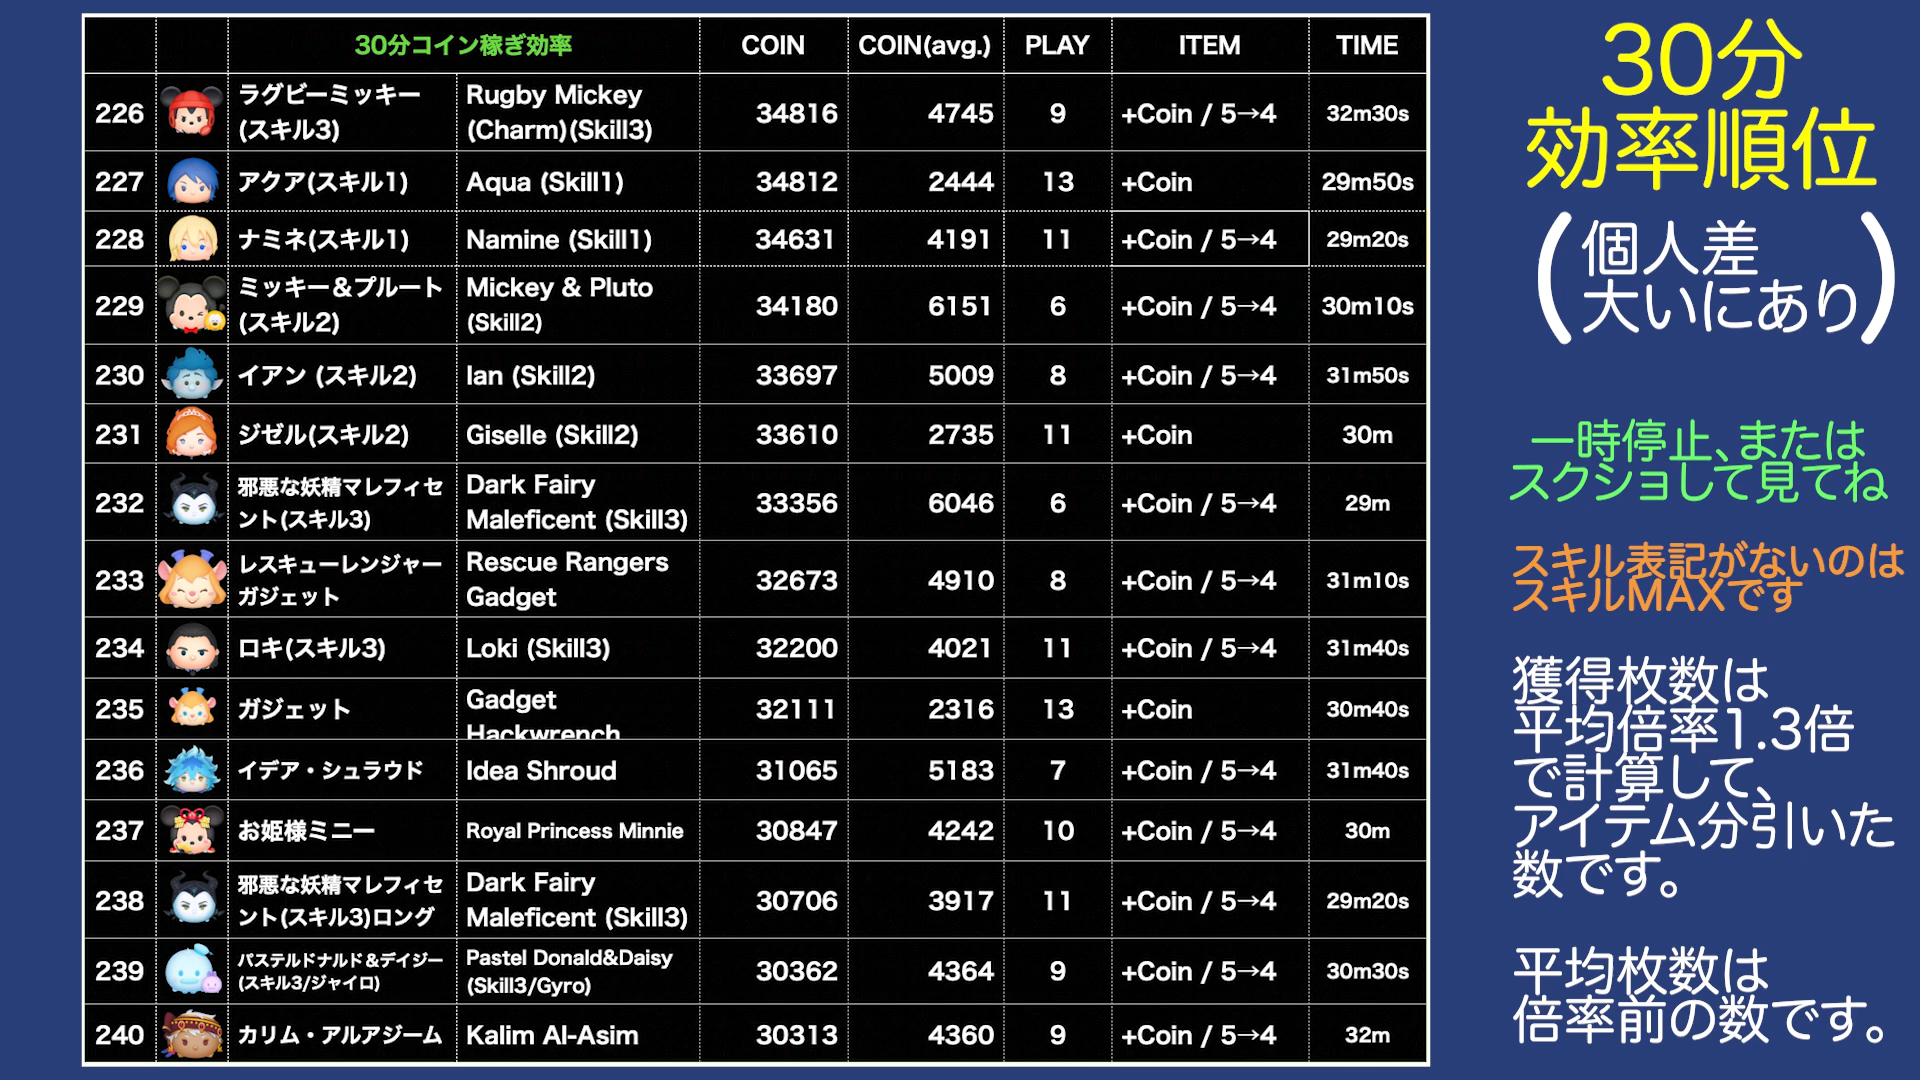 30分コイン稼ぎ効率 COIN COIN(avg.) PLAY ITEM TIME
226 ラグビーミッキー(スキル3) Rugby Mickey (Charm)(Skill3) 34816 4745 9 +Coin / 5→4 32m30s
227 アクア(スキル1) Aqua (Skill1) 34812 2444 13 +Coin 29m50s
228 ナミネ(スキル1) Namine (Skill1) 34631 4191 11 +Coin / 5→4 29m20s
229 ミッキー&プルート(スキル2) Mickey & Pluto (Skill2) 34180 6151 6 +Coin / 5→4 30m10s
230 イアン (スキル2) Ian (Skill2) 33697 5009 8 +Coin / 5→4 31m50s
231 ジゼル(スキル2) Giselle (Skill2) 33610 2735 11 +Coin 30m
232 邪悪な妖精マレフィセント(スキル3) Dark Fairy Maleficent (Skill3) 33356 6046 6 +Coin / 5→4 29m
233 レスキューレンジャーガジェット Rescue Rangers Gadget 32673 4910 8 +Coin / 5→4 31m10s
234 ロキ(スキル3) Loki (Skill3) 32200 4021 11 +Coin / 5→4 31m40s
235 ガジェット Gadget Hackwrench 32111 2316 13 +Coin 30m40s
236 イデア・シュラウド Idea Shroud 31065 5183 7 +Coin / 5→4 31m40s
237 お姫様ミニー Royal Princess Minnie 30847 4242 10 +Coin / 5→4 30m
238 邪悪な妖精マレフィセント(スキル3)ロング Dark Fairy Maleficent (Skill3) 30706 3917 11 +Coin / 5→4 29m20s
239 パステルドナルド&デイジー(スキル3/ジャイロ) Pastel Donald&Daisy (Skill3/Gyro) 30362 4364 9 +Coin / 5→4 30m30s
240 カリム・アルアジーム Kalim Al-Asim 30313 4360 9 +Coin / 5→4 32m
30分
効率順位
(個人差
大いにあり)
一時停止、または
スクショして見てね
スキル表記がないのは
スキルMAXです
獲得枚数は
平均倍率1.3倍
で計算して、
アイテム分引いた
数です。
平均枚数は
倍率前の数です。